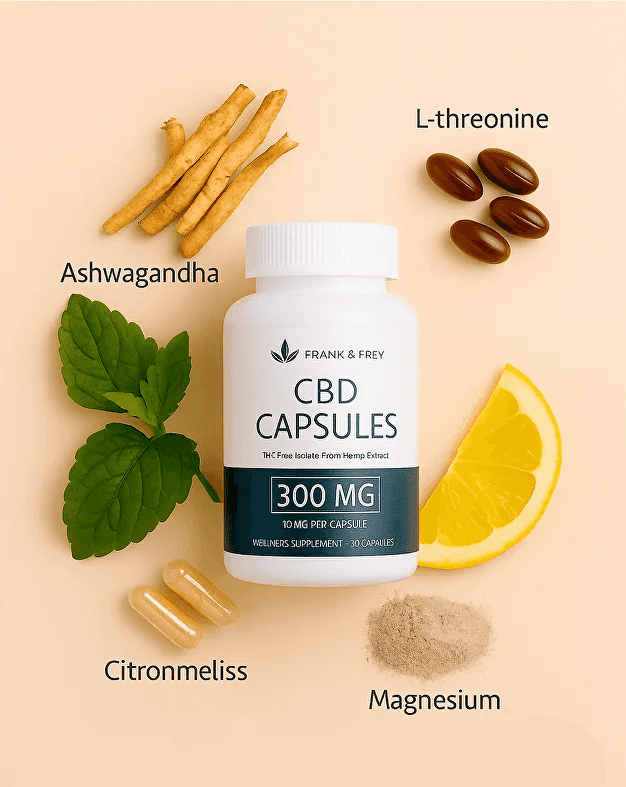 L-threonine
Ashwagandha
FRANK & FREY
CBD
CAPSULES
THC Free Isolate From Hemp Extract
300 MG
10 MG PER CAPSULE
WEILLNERS SUPPLEMENT - 30 CAPAULES
Citronmeliss
Magnesium